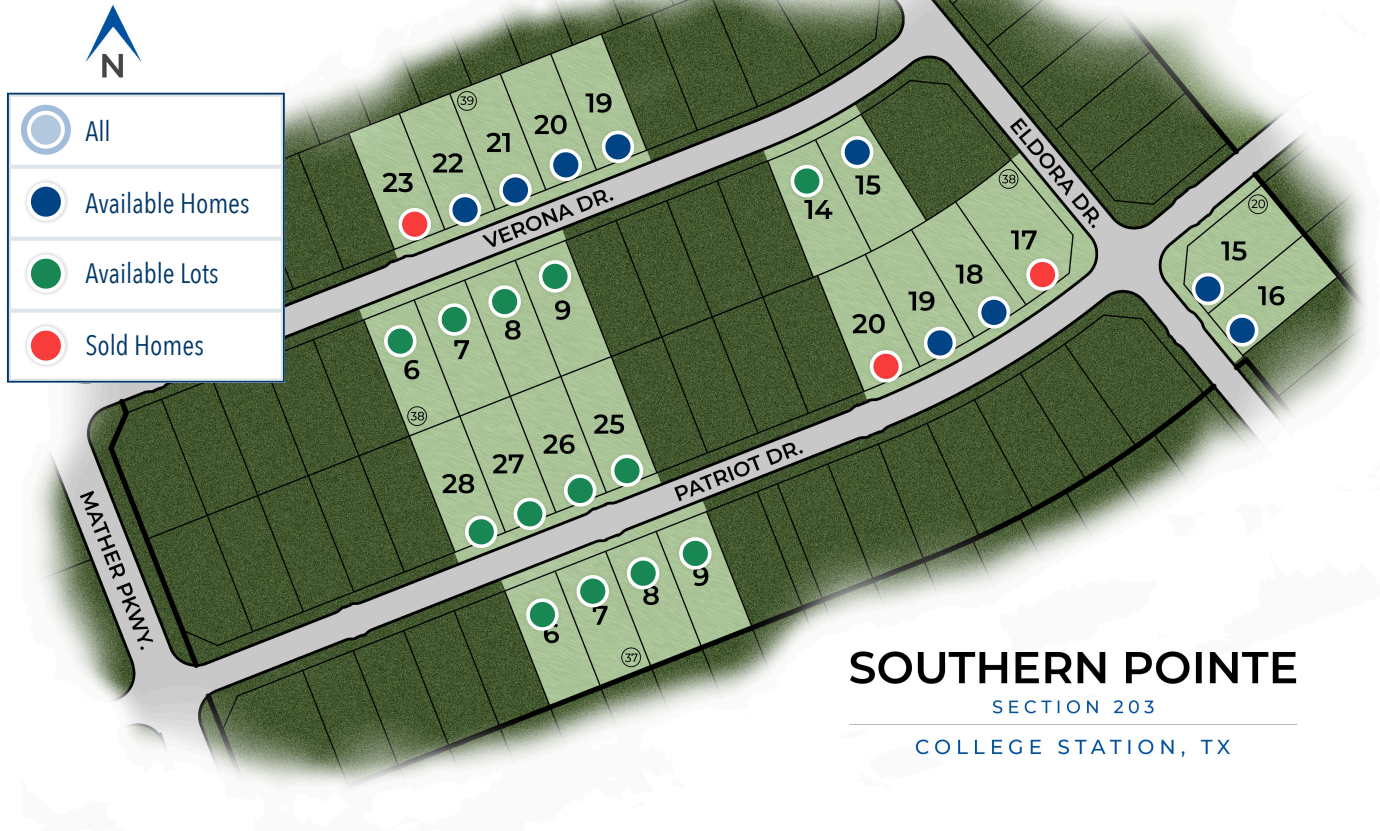 N
All
Available Homes
Available Lots
Sold Homes
39
19
20
21
22
23
VERONA DR.
ELDORA DR.
38
14
15
17
18
19
20
20
15
16
6
7
8
9
38
25
26
27
28
PATRIOT DR.
MATHER PKWY.
6
7
8
9
37
SOUTHERN POINTE
SECTION 203
COLLEGE STATION, TX